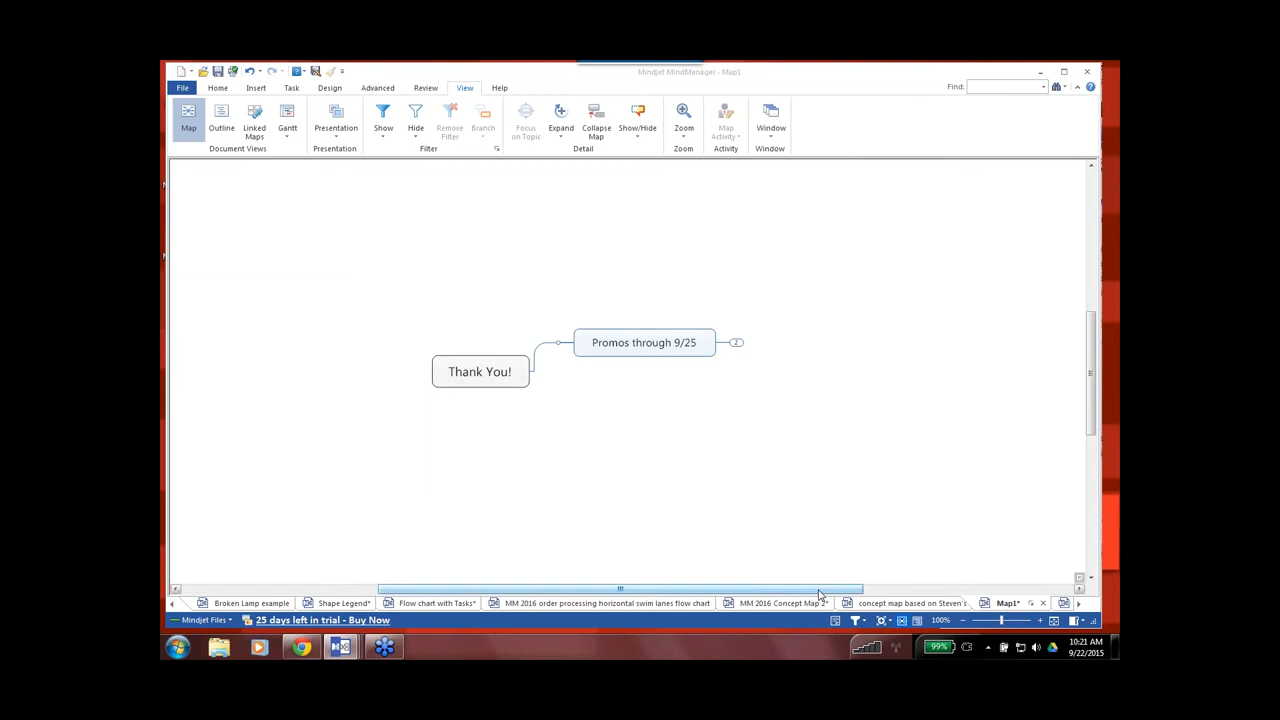 Mindjet MindManager - Map1
File Home Insert Task Design Advanced Review View Help Find:
Map Outline Linked Maps Gantt Presentation Show Hide Remove Filter Branch Focus on Topic Expand Collapse Map Show/Hide Zoom Map Activity Window
Document Views Presentation Filter Detail Zoom Activity Window
Promos through 9/25 2
Thank You!
Broken Lamp example Shape Legend* Flow chart with Tasks* MM 2016 order processing horizontal swim lanes flow chart MM 2016 Concept Map 2* concept map based on Steven's Map1*
Mindjet Files 25 days left in trial - Buy Now 100%
99% 10:21 AM
9/22/2015